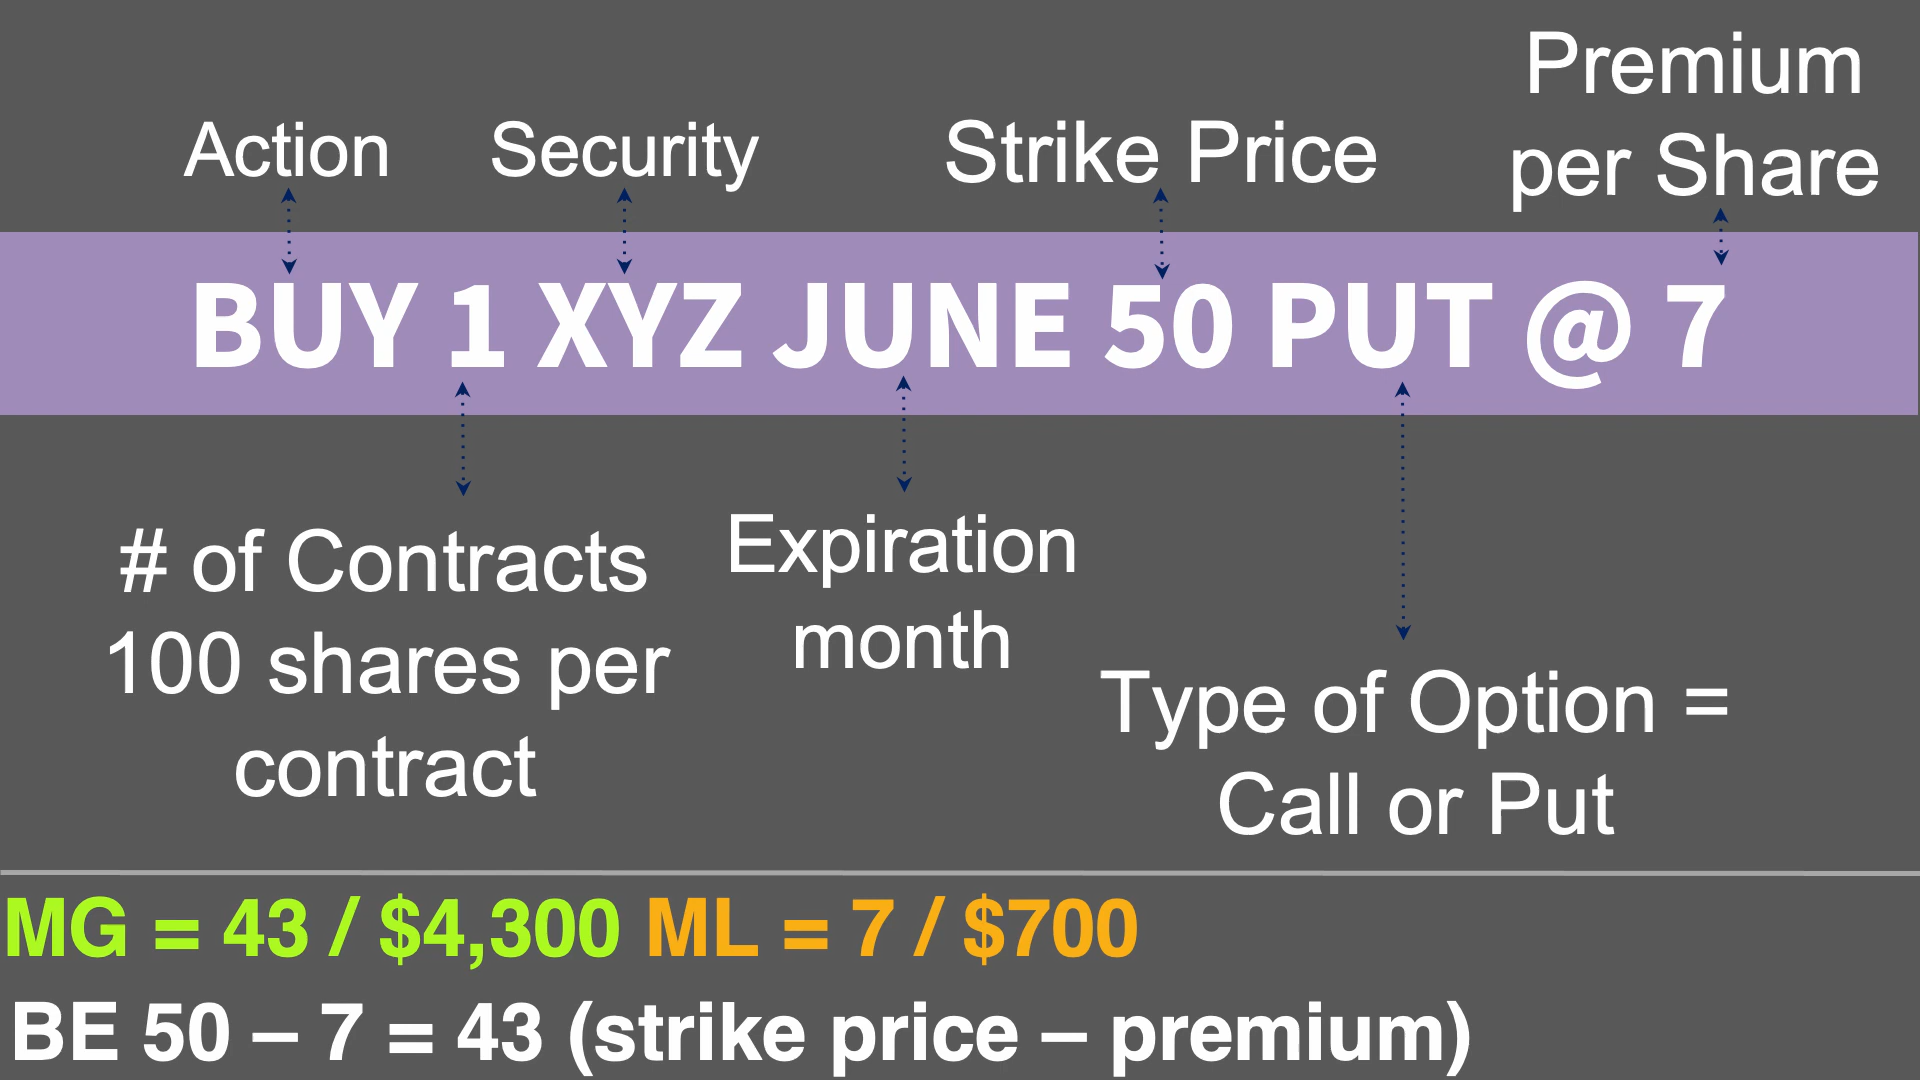 Premium
per Share
Action
Security
Strike Price
BUY 1 XYZ JUNE 50 PUT @ 7
# of Contracts
100 shares per
contract
Expiration
month
Type of Option =
Call or Put
MG = 43 / $4,300 ML = 7 / $700
BE 50 – 7 = 43 (strike price – premium)